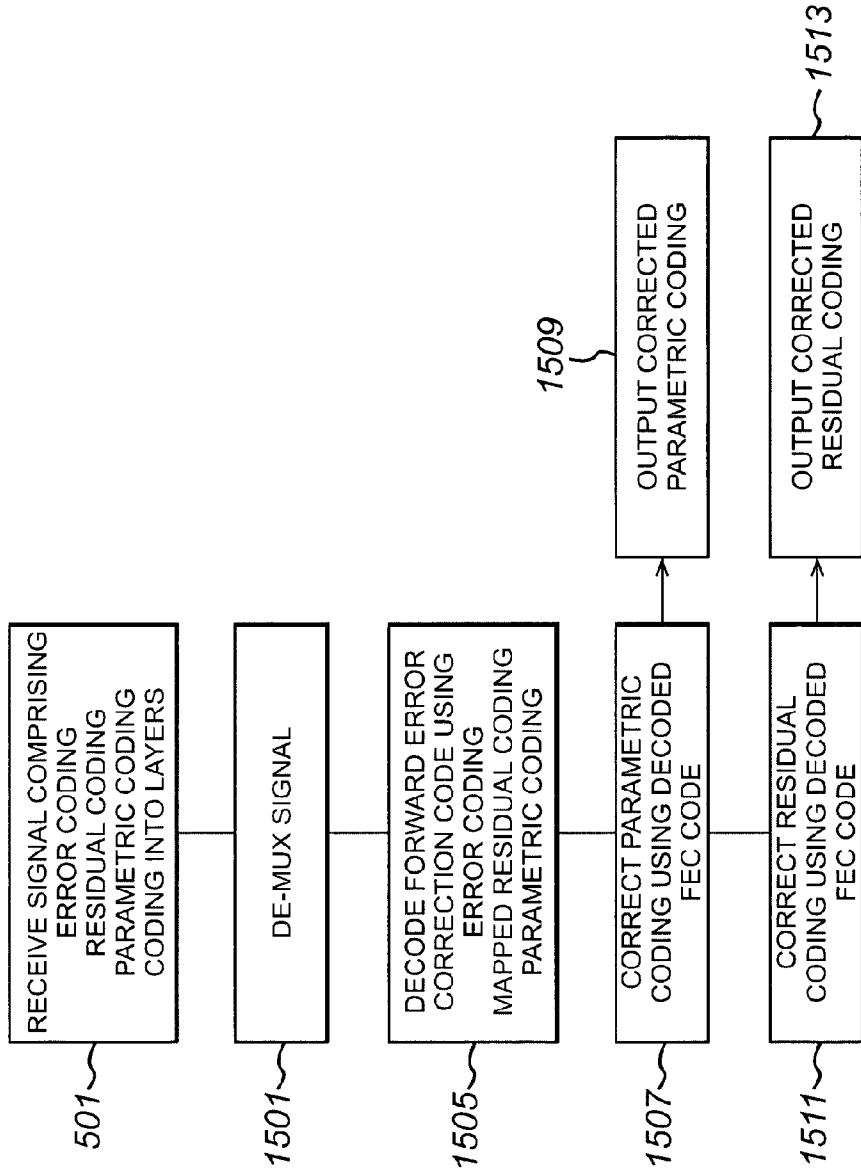 501
RECEIVE SIGNAL COMPRISING
ERROR CODING
RESIDUAL CODING
PARAMETRIC CODING
CODING INTO LAYERS
1501
DE-MUX SIGNAL
1505
DECODE FORWARD ERROR
CORRECTION CODE USING
ERROR CODING
MAPPED RESIDUAL CODING
PARAMETRIC CODING
1507
CORRECT PARAMETRIC
CODING USING DECODED
FEC CODE
1509
OUTPUT CORRECTED
PARAMETRIC CODING
1511
CORRECT RESIDUAL
CODING USING DECODED
FEC CODE
OUTPUT CORRECTED
RESIDUAL CODING
1513